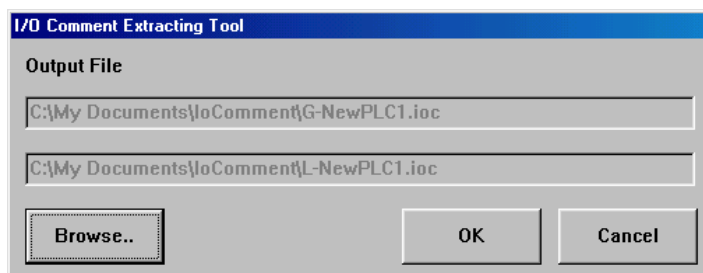 I/O Comment Extracting Tool
Output File
C:\My Documents\IoComment\G-NewPLC1.ioc
C:\My Documents\IoComment\L-NewPLC1.ioc
Browse.. OK Cancel